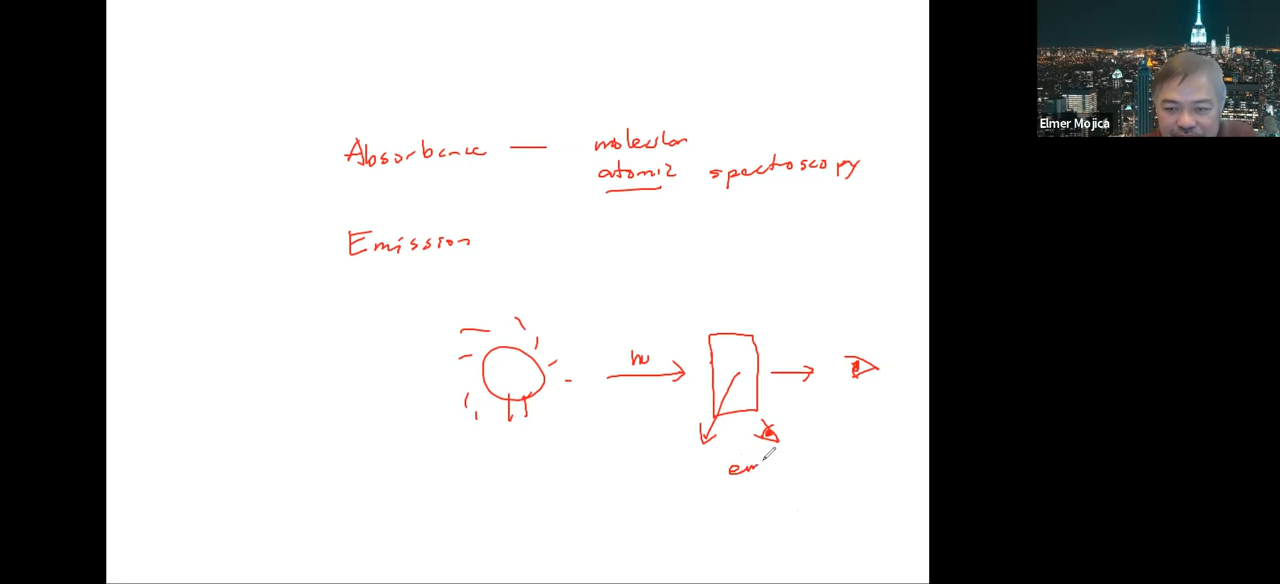 Absorbance — molecular
atomic spectroscopy
Emission
hν
em
Elmer Mojica